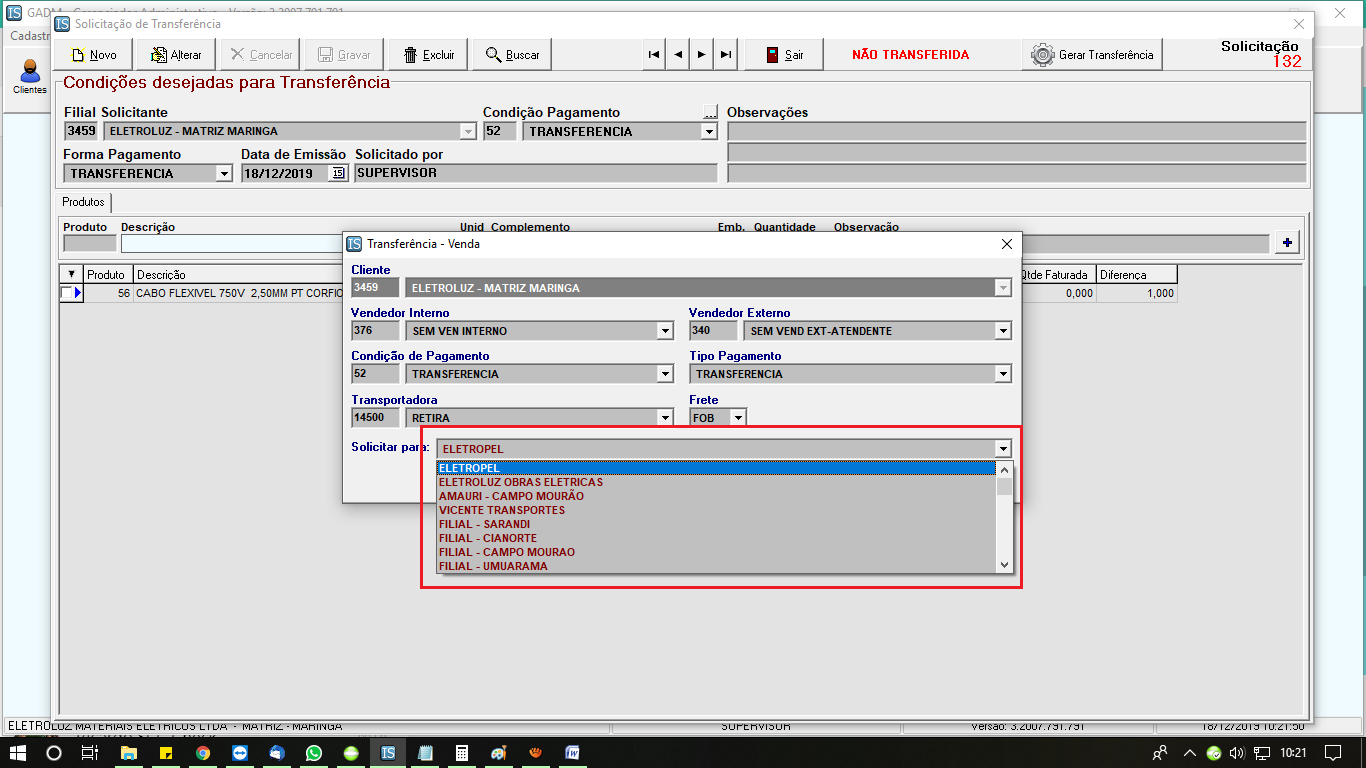 Solicitação de Transferência
Cadastr
Novo Alterar Cancelar Gravar Excluir Buscar Sair NÃO TRANSFERIDA Gerar Transferência Solicitação
132
Clientes
Condições desejadas para Transferência
Filial Solicitante Condição Pagamento ... Observações
3459 ELETROLUZ - MATRIZ MARINGA 52 TRANSFERENCIA
Forma Pagamento Data de Emissão Solicitado por
TRANSFERENCIA 18/12/2019 15 SUPERVISOR
Produtos
Produto Descrição Unid Complemento Emb. Quantidade Observação
Produto Descrição Qtde Faturada Diferença
56 CABO FLEXIVEL 750V 2,50MM PT CORFIO 0,000 1,000
Transferência - Venda
Cliente
3459 ELETROLUZ - MATRIZ MARINGA
Vendedor Interno Vendedor Externo
376 SEM VEN INTERNO 340 SEM VEND EXT-ATENDENTE
Condição de Pagamento Tipo Pagamento
52 TRANSFERENCIA TRANSFERENCIA
Transportadora Frete
14500 RETIRA FOB
Solicitar para: ELETROPEL
ELETROPEL
ELETROLUZ OBRAS ELETRICAS
AMAURI - CAMPO MOURÃO
VICENTE TRANSPORTES
FILIAL - SARANDI
FILIAL - CIANORTE
FILIAL - CAMPO MOURAO
FILIAL - UMUARAMA
ELETROLUZ MATERIAIS ELETRICOS LTDA - MATRIZ - MARINGA SUPERVISOR Versão: 3.2007.791.791 18/12/2019 10:21:50
10:21